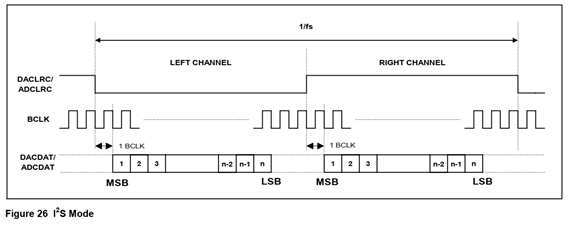 1/fs
LEFT CHANNEL RIGHT CHANNEL
DACLRC/
ADCLRC
BCLK
1 BCLK 1 BCLK
DACDAT/
ADCDAT
1 2 3 n-2 n-1 n 1 2 3 n-2 n-1 n
MSB LSB MSB LSB
Figure 26 I²S Mode